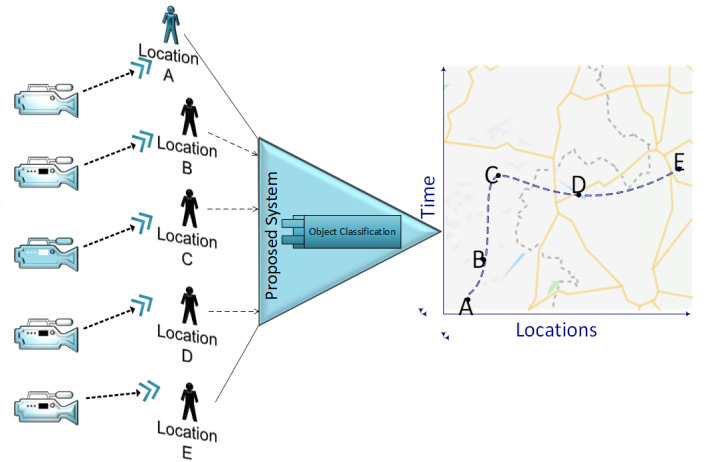 Location
A
Location
B
Location
C
Location
D
Location
E
Proposed System
Object Classification
Time
A
B
C
D
E
Locations